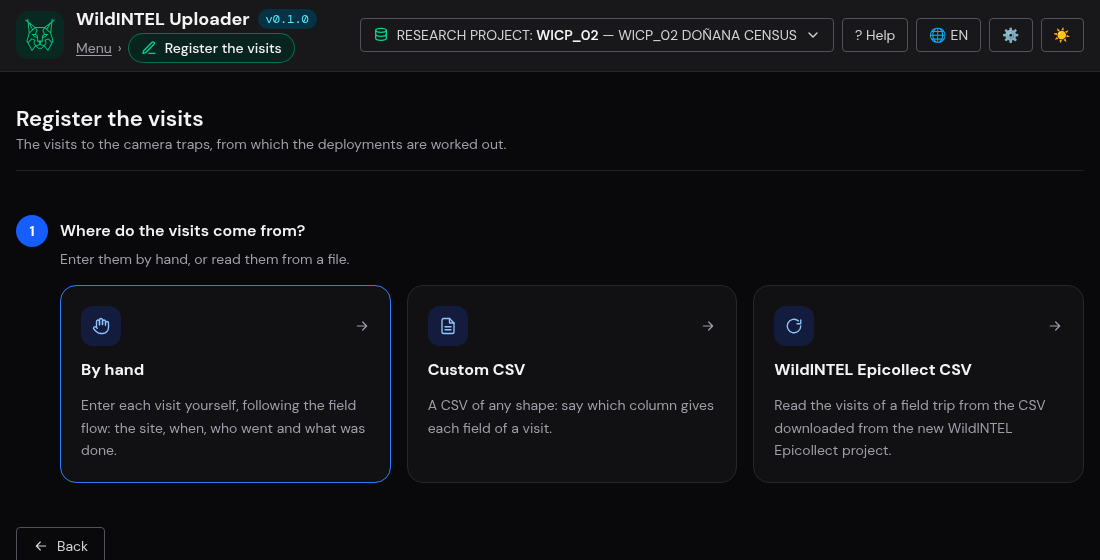 WildINTEL Uploader v0.1.0
Menu › Register the visits
RESEARCH PROJECT: WICP_02 — WICP_02 DOÑANA CENSUS
? Help
EN
Register the visits
The visits to the camera traps, from which the deployments are worked out.
1 Where do the visits come from?
Enter them by hand, or read them from a file.
By hand
Enter each visit yourself, following the field
flow: the site, when, who went and what was
done.
Custom CSV
A CSV of any shape: say which column gives
each field of a visit.
WildINTEL Epicollect CSV
Read the visits of a field trip from the CSV
downloaded from the new WildINTEL
Epicollect project.
← Back